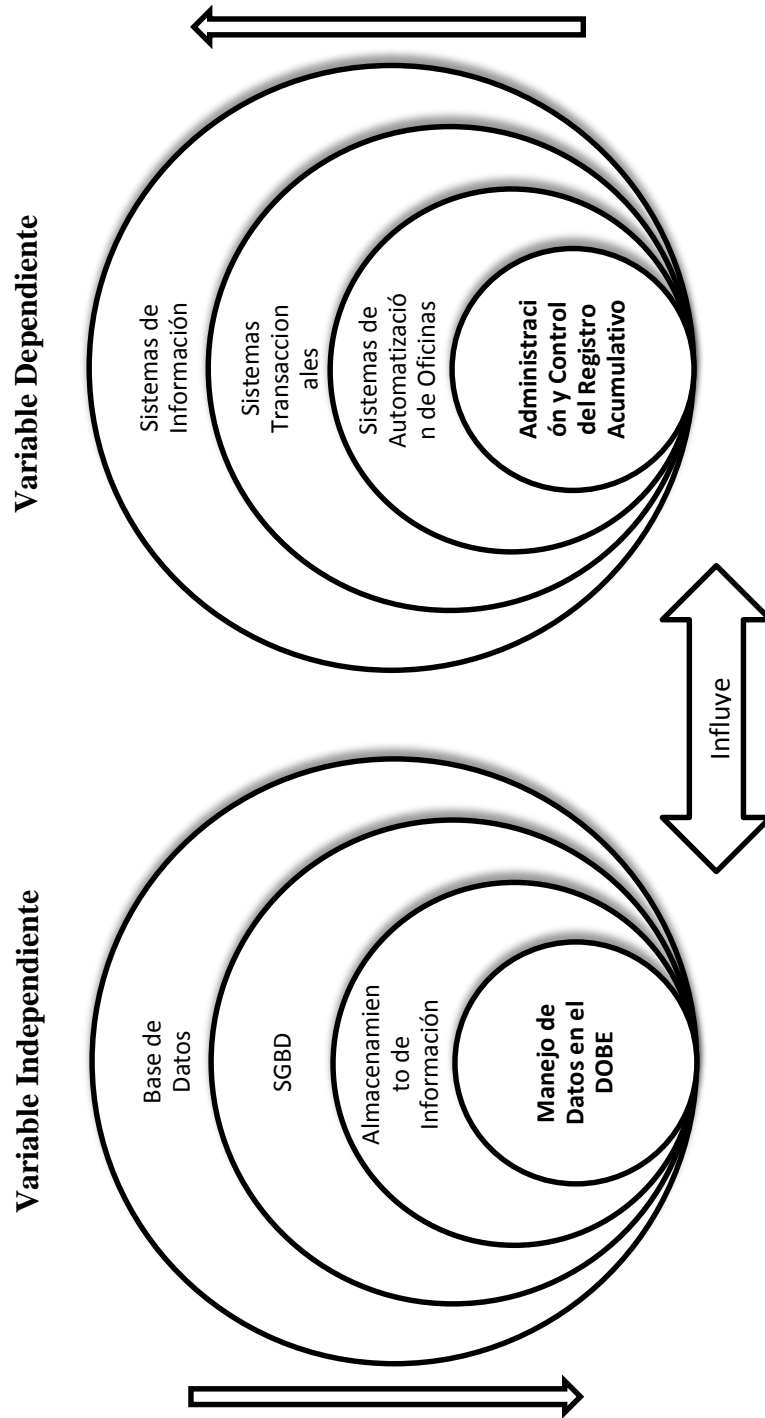 Variable Independiente
Base de
Datos
SGBD
Almacenamien
to de
Información
Manejo de
Datos en el
DOBE
Influye
Variable Dependiente
Sistemas de
Información
Sistemas
Transaccion
ales
Sistemas de
Automatizació
n de Oficinas
Administraci
ón y Control
del Registro
Acumulativo